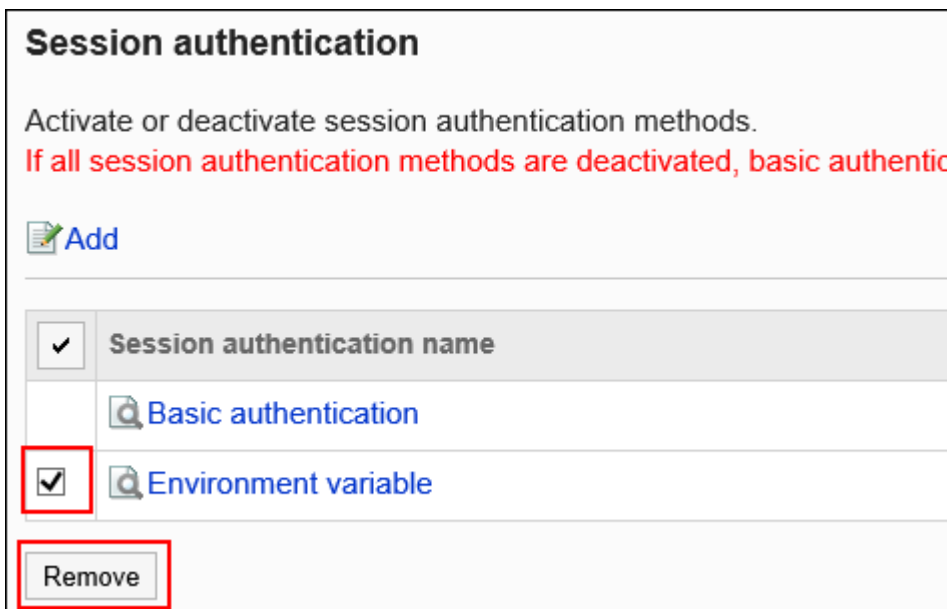 Session authentication
Activate or deactivate session authentication methods.
If all session authentication methods are deactivated, basic
Add
Session authentication name
Basic authentication
Environment variable
Remove